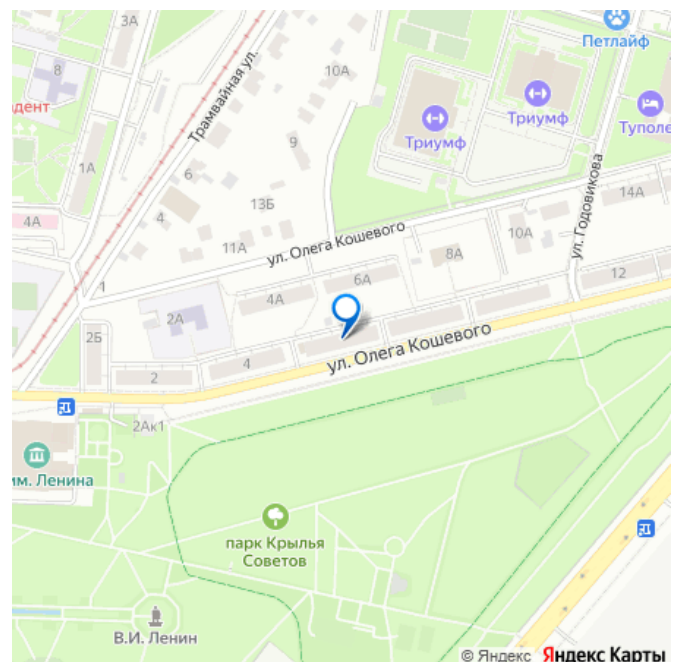 3А
Петлайф
8
10А
Трамвайная ул.
дент
Триумф
Триумф
Туполе
1А
9
6
13Б
4
14А
4А
11А
ул. Олега Кошевого
10А
8А
ул. Годовикова
6А
12
1
4А
2А
2Б
4
ул. Олега Кошевого
2
2Ак1
им. Ленина
парк Крылья
Советов
В.И. Ленин
© Яндекс Яндекс Карты